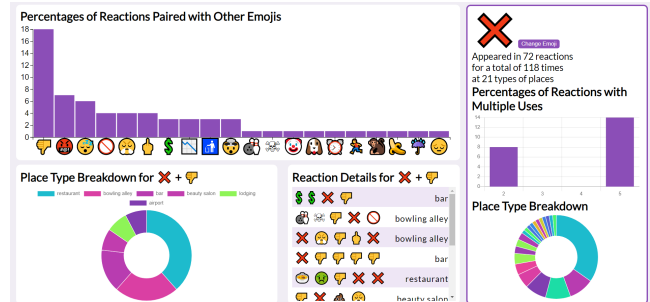 Percentages of Reactions Paired with Other Emojis
18
16
14
12
10
8
6
4
2
0
Place Type Breakdown for ❌ + 👎
restaurant bowling alley bar beauty salon lodging
airport
Reaction Details for ❌ + 👎
bar
bowling alley
bowling alley
bar
restaurant
beauty salon
Change Emoji
Appeared in 72 reactions
for a total of 118 times
at 21 types of places
Percentages of Reactions with
Multiple Uses
14
12
10
8
6
4
2
0
2 3 4 5
Place Type Breakdown